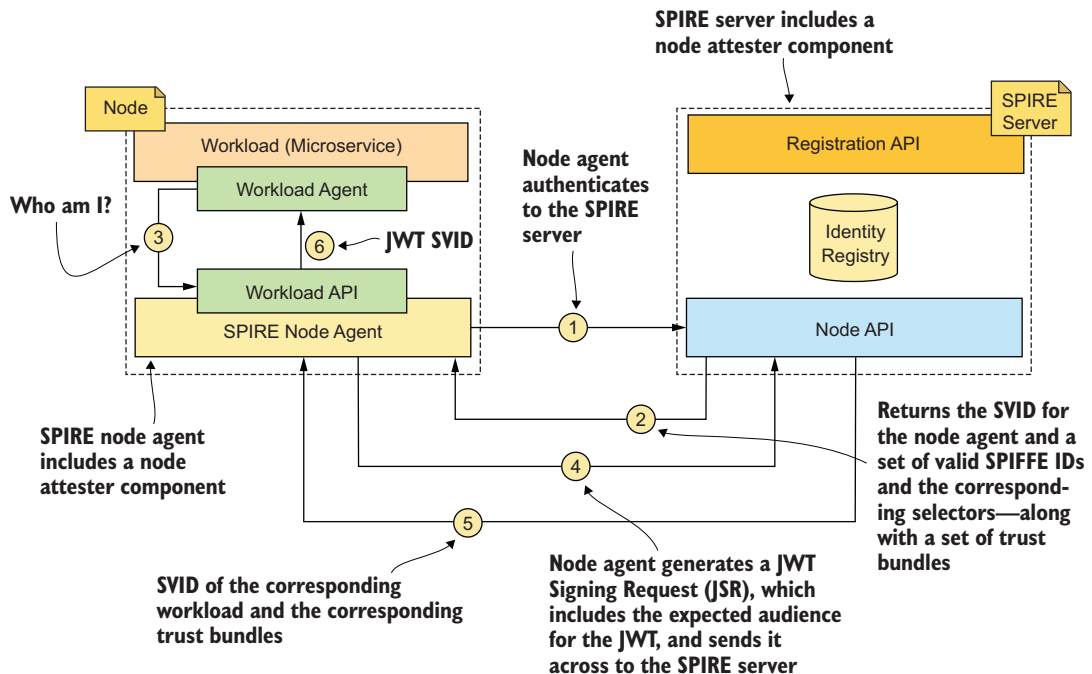 SPIRE server includes a
node attester component
Node
SPIRE
Server
Workload (Microservice)
Registration API
Node agent
authenticates
to the SPIRE
server
Workload Agent
Who am I?
3
6
JWT SVID
Identity
Registry
Workload API
SPIRE Node Agent
1
Node API
2
SPIRE node agent
includes a node
attester component
4
Returns the SVID for
the node agent and a
set of valid SPIFFE IDs
and the correspond-
ing selectors—along
with a set of trust
bundles
5
SVID of the corresponding
workload and the corresponding
trust bundles
Node agent generates a JWT
Signing Request (JSR), which
includes the expected audience
for the JWT, and sends it
across to the SPIRE server